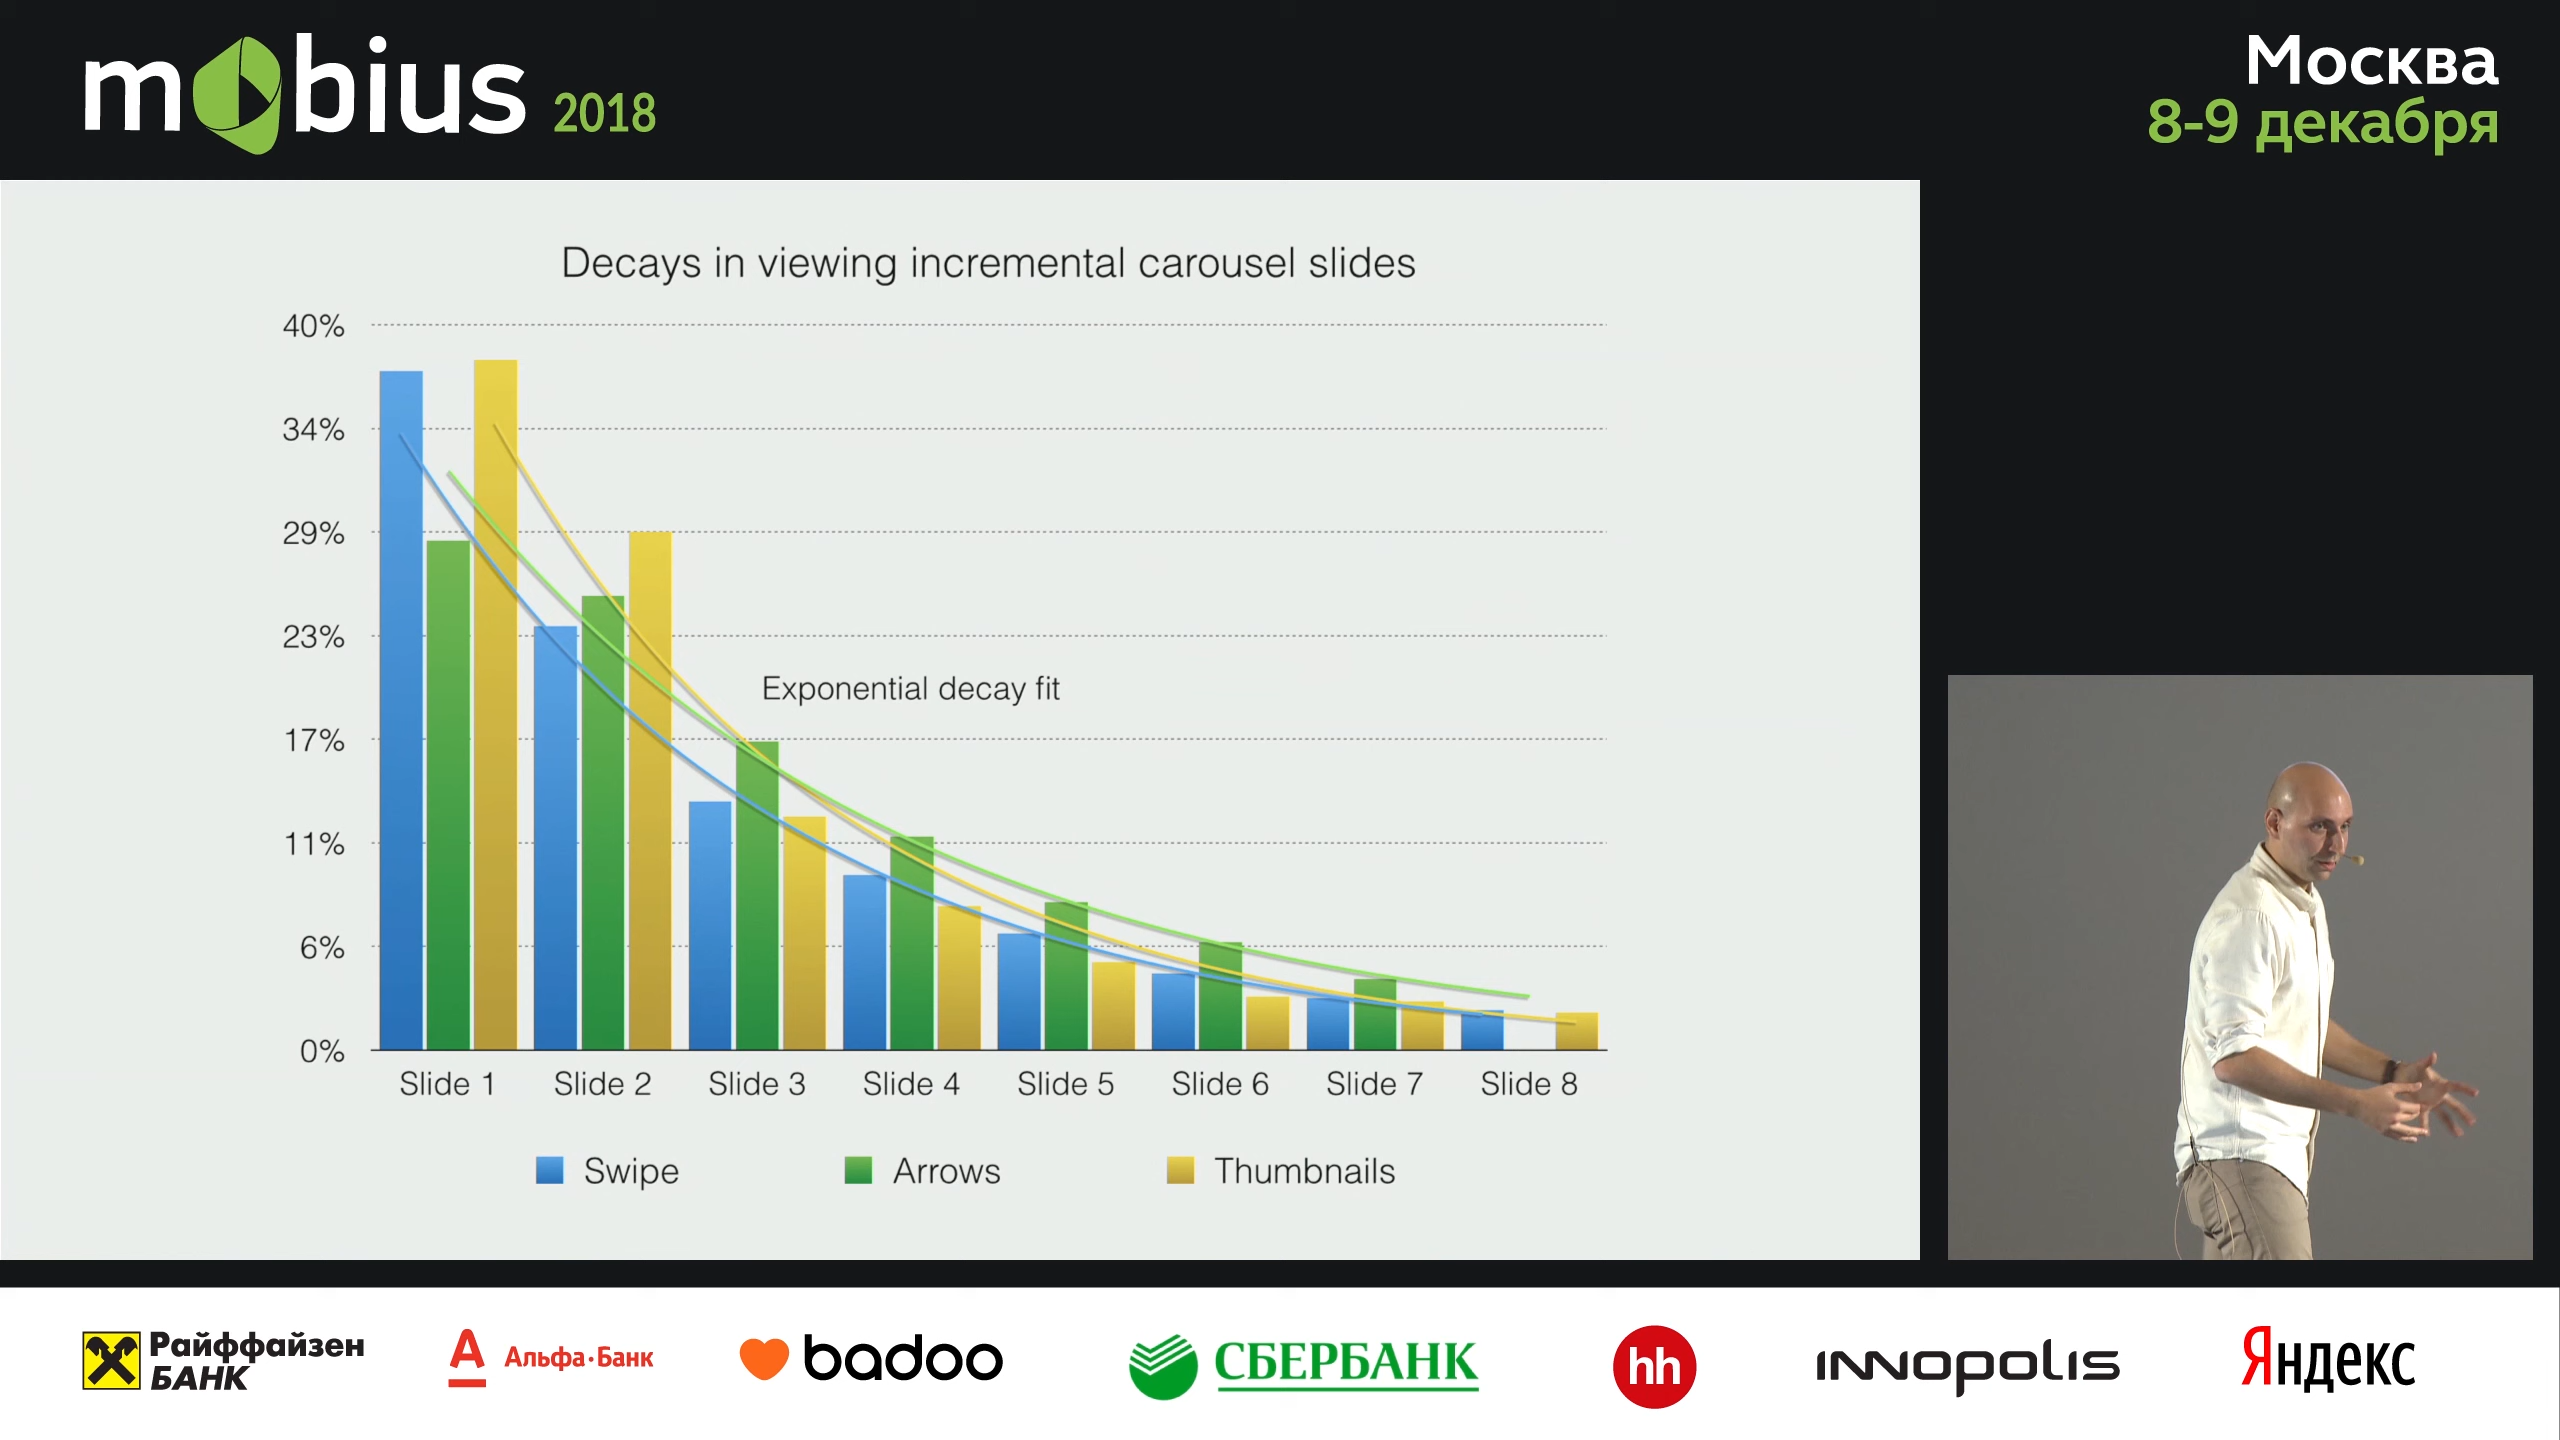 mobius 2018
Москва
8-9 декабря
Decays in viewing incremental carousel slides
40%
34%
29%
23%
17%
11%
6%
0%
Exponential decay fit
Slide 1 Slide 2 Slide 3 Slide 4 Slide 5 Slide 6 Slide 7 Slide 8
Swipe Arrows Thumbnails
Райффайзен
БАНК
А
Альфа·Банк
badoo
СБЕРБАНК
hh
INNOPOLIS
Яндекс